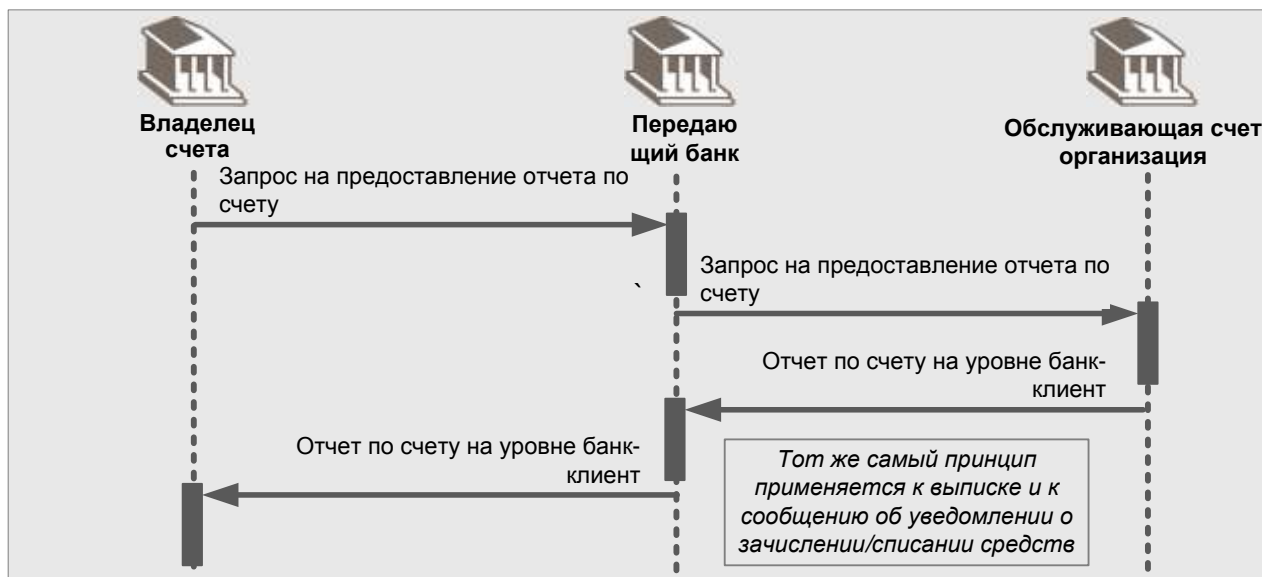 Владелец
счета
Передаю
щий банк
Обслуживающая счет
организация
Запрос на предоставление отчета по
счету
`
Запрос на предоставление отчета по
счету
Отчет по счету на уровне банк-
клиент
Отчет по счету на уровне банк-
клиент
Тот же самый принцип
применяется к выписке и к
сообщению об уведомлении о
зачислении/списании средств